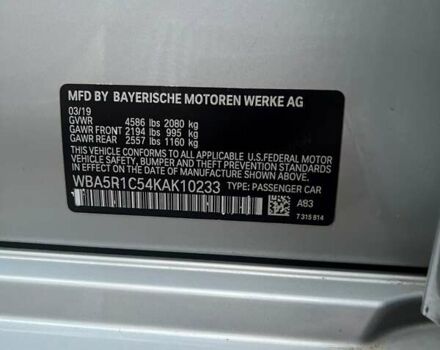 MFD BY BAYERISCHE MOTOREN WERKE AG
03/19
GVWR 4586 lbs 2080 kg
GAWR FRONT 2194 lbs 995 kg
GAWR REAR 2557 lbs 1160 kg
THIS VEHICLE CONFORMS TO ALL APPLICABLE U.S. FEDERAL MOTOR
VEHICLE SAFETY, BUMPER, AND THEFT PREVENTION STANDARDS
IN EFFECT ON THE DATE OF MANUFACTURE SHOWN ABOVE.
WBA5R1C54KAK10233 TYPE: PASSENGER CAR
A83
7 315 814